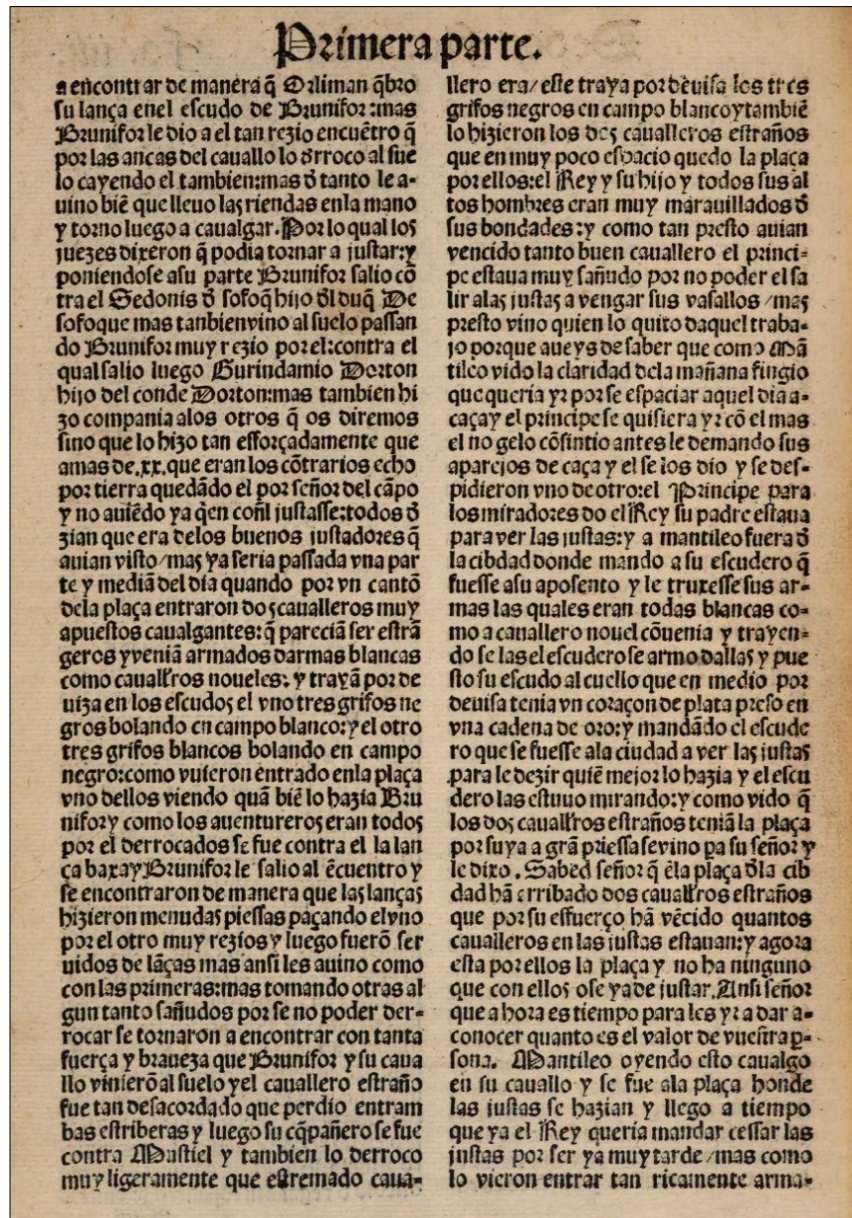 Primera parte.
a encontrar de manera q̃ Orliman q̃bro
su lança enel escudo de Brunifor:mas
Brunifor le dio a el tan rezio encuẽtro q̃
por las ancas del cauallo lo d̃rroco al sue
lo cayendo el tambien:mas d̃ tanto le a-
uino biẽ que lleuo las riendas enla mano
y torno luego a caualgar. Por lo qual los
juezes dixeron q̃ podia tornar a justar:y
poniendose asu parte Brunifor salio cõ
tra el Sedonis d̃ sofoq̃ hijo d̃l duq̃ De
sofoque mas tanbien vino al suelo passan
do Brunifor muy rezio por el:contra el
qual salio luego Gurindamio Dorton
hijo del conde Dorton:mas tambien hi
zo compania alos otros q̃ os diremos
sino que lo hizo tan esforçadamente que
amas de.xx.que eran los cõtrarios echo
por tierra quedãdo el por señor del cãpo
y no auiẽdo ya q̃en coñl justasse:todos d̃
zian que era delos buenos justadores q̃
auian visto/mas ya seria passada vna par
te y mediã del dia quando por vn cantõ
dela plaça entraron dos caualleros muy
apuestos caualgantes:q̃ pareciã ser estrã
geros y veniã armados darmas blancas
como cauall'ros noueles: y trayã por de
uiza en los escudos el vno tres grifos ne
gros bolando en campo blanco:y el otro
tres grifos blancos bolando en campo
negro:como vuieron entrado enla plaça
vno dellos viendo quã biẽ lo hazia Bru
nifor y como los auentureros eran todos
por el derrocados se fue contra el la lan
ça baxa y Brunifor le salio al ẽcuentro y
se encontraron de manera que las lanças
hizieron menudas piessas paçando el vno
por el otro muy rezios y luego fuerõ ser
uidos de lãças mas ansi les auino como
con las primeras:mas tomando otras al
gun tanto sañudos por se no poder der-
rocar se tornaron a encontrar con tanta
fuerça y braueza que Brunifor y su caua
llo vinierõ al suelo y el cauallero estraño
fue tan desacordado que perdio entram
bas estriberas y luego su cõpañero se fue
contra Mastiel y tambien lo derroco
muy ligeramente que estremado caua-
llero era/este traya por deuisa los tres
grifos negros en campo blanco y tambiẽ
lo hizieron los dos caualleros estraños
que en muy poco espacio quedo la plaça
por ellos:el Rey y su hijo y todos sus al
tos hombres eran muy marauillados d̃
sus bondades:y como tan presto auian
vencido tanto buen cauallero el princi-
pe estaua muy sañudo por no poder el sa
lir alas justas a vengar sus vasallos/mas
presto vino quien lo quito daquel traba-
jo porque aueys de saber que como Mã
tileo vido la claridad dela mañana fingio
que queria yr por se espaciar aquel dia a-
caça y el principe se quisiera yr cõ el mas
el no gelo cõsintio antes le demando sus
aparejos de caça y el se los dio y se des-
pidieron vno de otro:el Principe para
los miradores do el Rey su padre estaua
para ver las justas:y a mantileo fuera d̃
la cibdad donde mando a su escudero q̃
fuesse asu aposento y le truxesse sus ar-
mas las quales eran todas blancas co-
mo a cauallero nouel cõuenia y trayen-
do se las el escudero se armo dallas y pue
sto su escudo al cuello que en medio por
deuisa tenia vn coraçon de plata preso en
vna cadena de oro:y mandãdo el escude
ro que se fuesse ala ciudad a ver las justas
para le dezir quiẽ mejor lo hazia y el escu
dero las estuuo mirando:y como vido q̃
los dos cauall'ros estraños teniã la plaça
por suya a grã priessa se vino pa su señor y
le dixo. Sabed señor q̃ ẽla plaça d̃la cib
dad hã arribado dos cauall'ros estraños
que por su esfuerço hã vẽcido quantos
caualleros en las justas estauan:y agora
esta por ellos la plaça y no ha ninguno
que con ellos ose ya de justar. Ansi señor
que a hora es tiempo para les yr a dar a-
conocer quanto es el valor de vuestra p-
sona. Mantileo oyendo esto caualgo
en su cauallo y se fue ala plaça honde
las justas se hazian y llego a tiempo
que ya el Rey queria mandar cessar las
justas por ser ya muy tarde/mas como
lo vieron entrar tan ricamente arma-